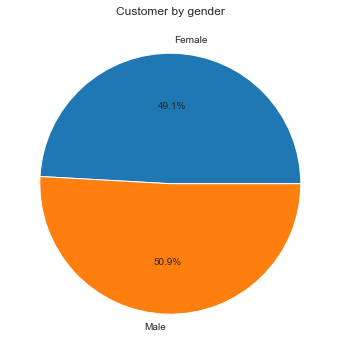 Customer by gender
Female
49.1%
50.9%
Male